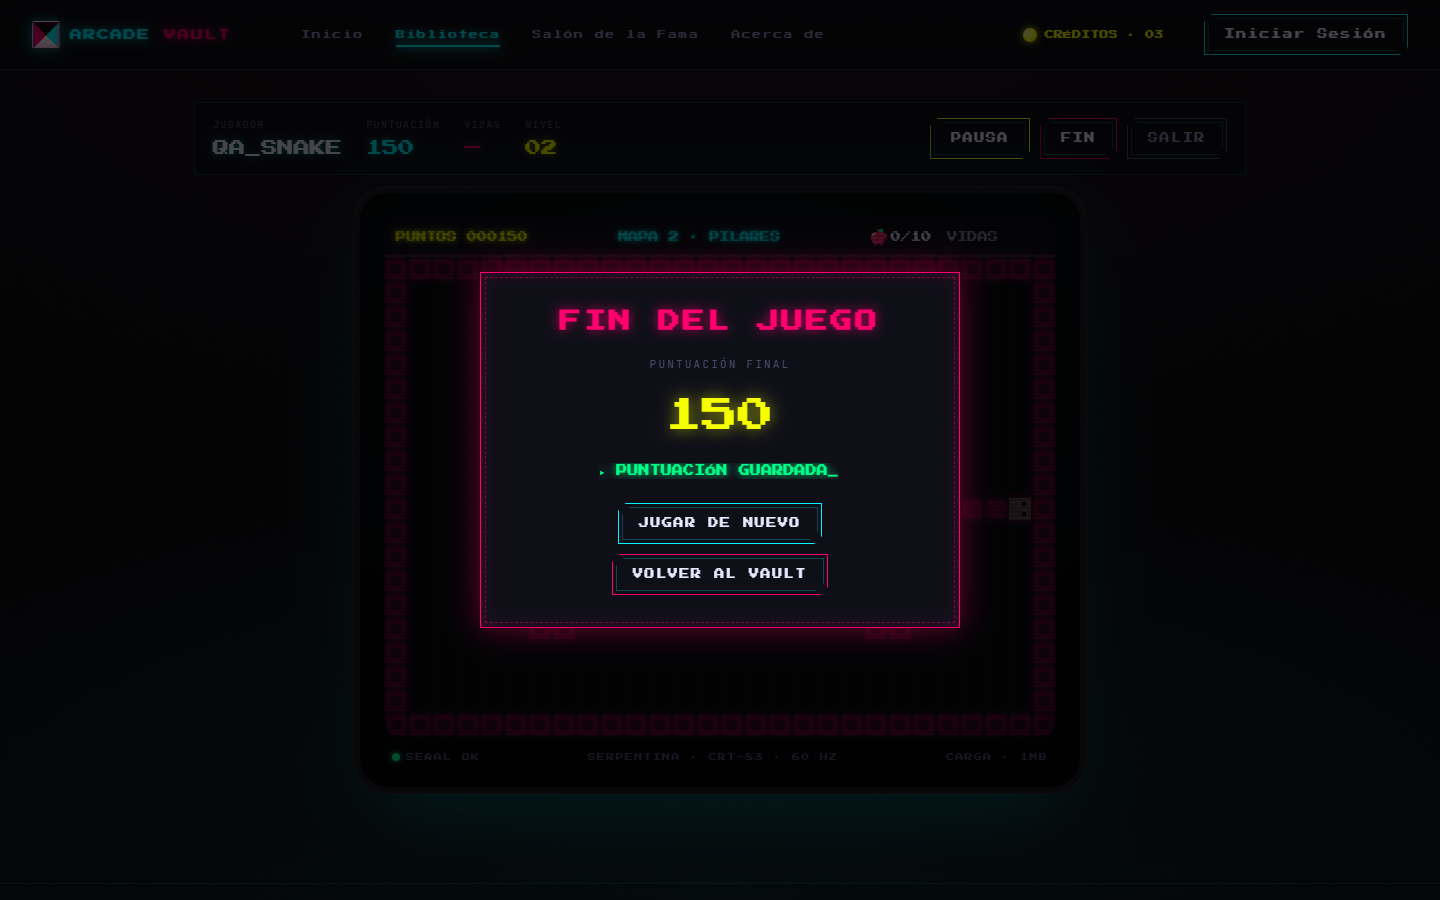 ARCADE VAULT
Inicio
Biblioteca
Salón de la Fama
Acerca de
CRéDITOS · 03
Iniciar Sesión
JUGADOR
QA_SNAKE
PUNTUACIÓN
150
VIDAS
—
NIVEL
02
PAUSA
FIN
SALIR
PUNTOS 000150
MAPA 2 · PILARES
0/10
VIDAS
FIN DEL JUEGO
PUNTUACIÓN FINAL
150
▸ PUNTUACIóN GUARDADA_
JUGAR DE NUEVO
VOLVER AL VAULT
SEñAL OK
SERPENTINA · CRT-S3 · 60 HZ
CARGA · 1MB